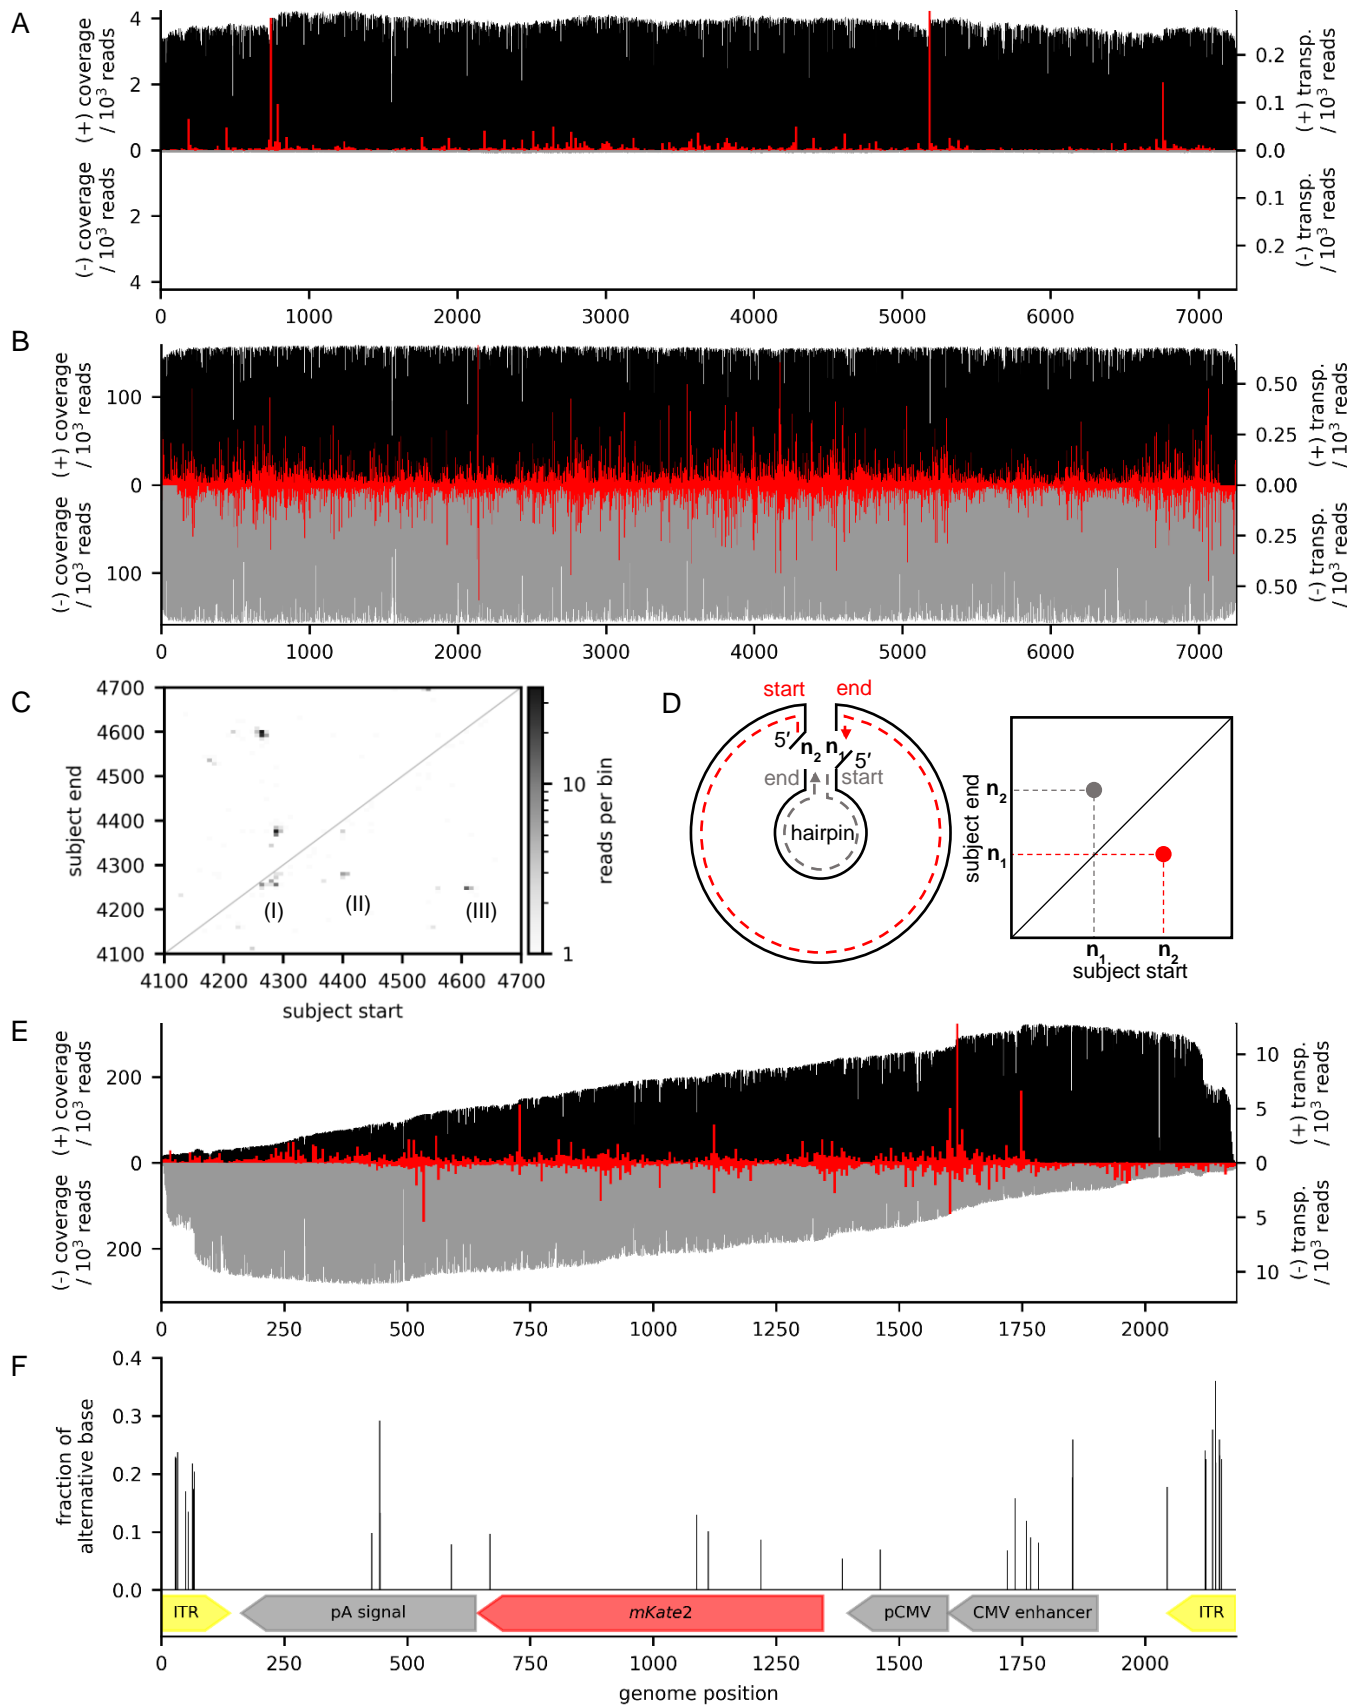 A
(+) coverage
/ 10³ reads
(-) coverage
/ 10³ reads
4
2
0
2
4
(+) transp.
/ 10³ reads
(-) transp.
/ 10³ reads
0.2
0.1
0.0
0.1
0.2
0 1000 2000 3000 4000 5000 6000 7000
B
(+) coverage
/ 10³ reads
(-) coverage
/ 10³ reads
100
0
100
(+) transp.
/ 10³ reads
(-) transp.
/ 10³ reads
0.50
0.25
0.00
0.25
0.50
0 1000 2000 3000 4000 5000 6000 7000
C
subject end
4700
4600
4500
4400
4300
4200
4100
(I)
(II)
(III)
4100 4200 4300 4400 4500 4600 4700
subject start
10
1
reads per bin
D
start end
5′ n₂ n₁ 5′
end start
hairpin
subject end
n₂
n₁
n₁ n₂
subject start
E
(+) coverage
/ 10³ reads
(-) coverage
/ 10³ reads
200
0
200
(+) transp.
/ 10³ reads
(-) transp.
/ 10³ reads
10
5
0
5
10
0 250 500 750 1000 1250 1500 1750 2000
F
fraction of
alternative base
0.4
0.3
0.2
0.1
0.0
ITR pA signal mKate2 pCMV CMV enhancer ITR
0 250 500 750 1000 1250 1500 1750 2000
genome position